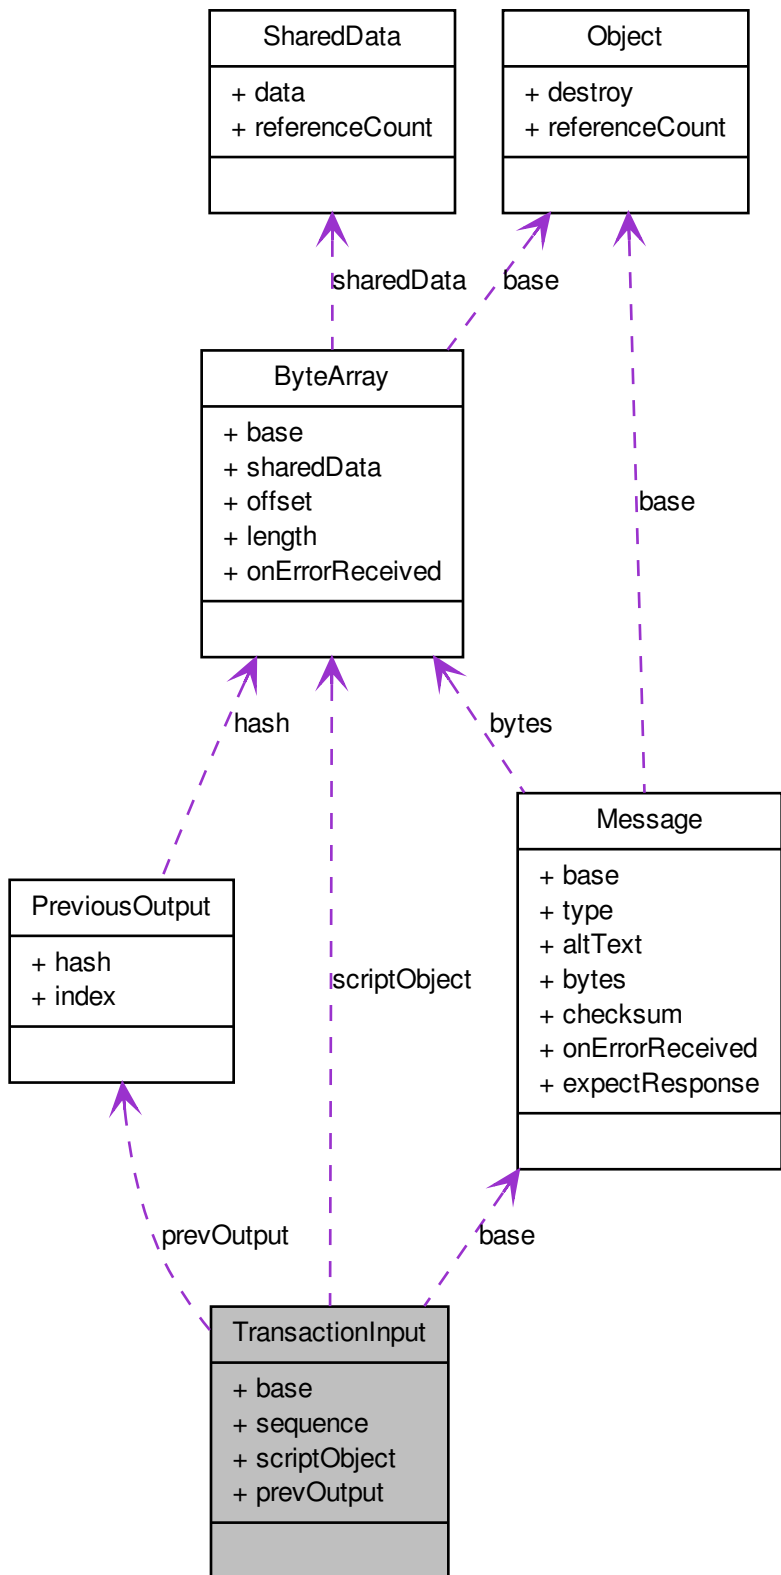 SharedData
+ data
+ referenceCount
Object
+ destroy
+ referenceCount
sharedData
base
ByteArray
+ base
+ sharedData
+ offset
+ length
+ onErrorReceived
base
hash
bytes
Message
+ base
+ type
+ altText
+ bytes
+ checksum
+ onErrorReceived
+ expectResponse
PreviousOutput
+ hash
+ index
scriptObject
prevOutput
base
TransactionInput
+ base
+ sequence
+ scriptObject
+ prevOutput